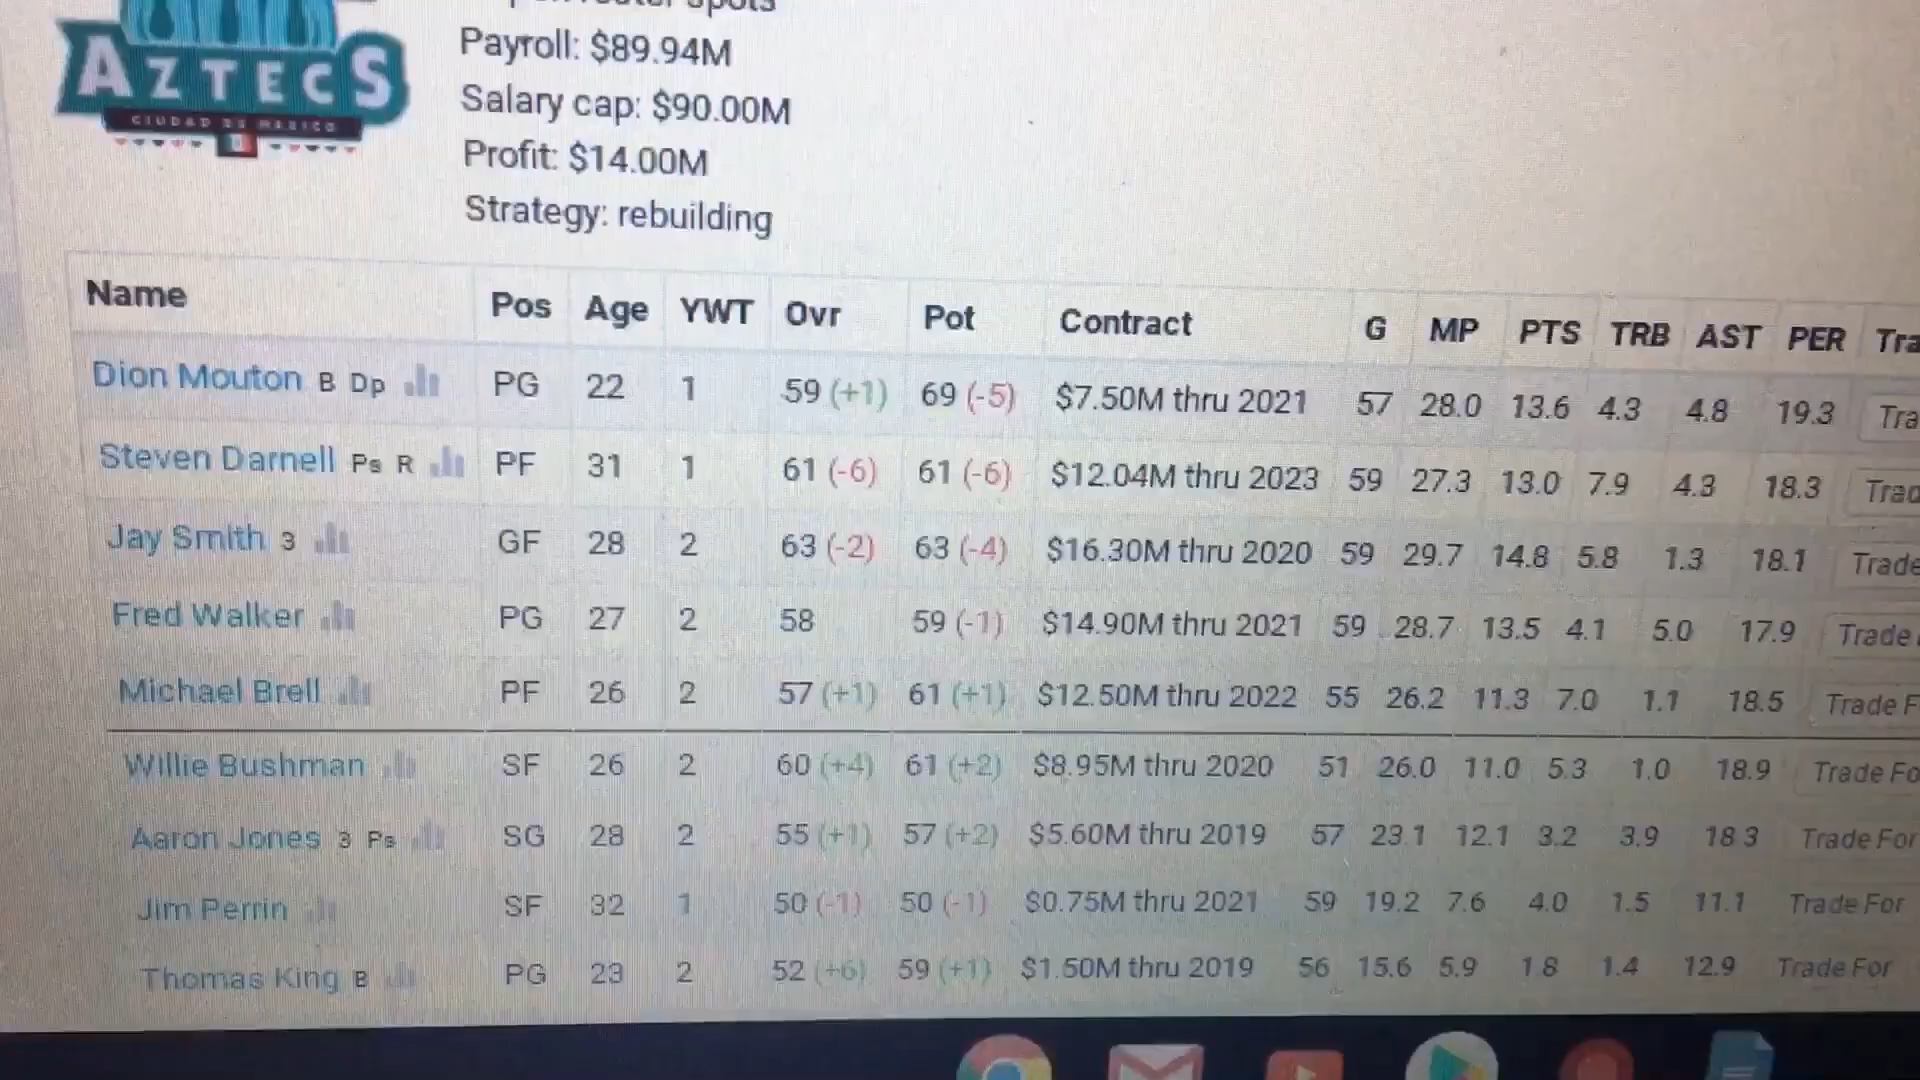 AZTECS
CIUDAD DE MEXICO
spots
Payroll: $89.94M
Salary cap: $90.00M
Profit: $14.00M
Strategy: rebuilding
Name Pos Age YWT Ovr Pot Contract G MP PTS TRB AST PER Tra
Dion Mouton B Dp PG 22 1 59 (+1) 69 (-5) $7.50M thru 2021 57 28.0 13.6 4.3 4.8 19.3 Tra
Steven Darnell Ps R PF 31 1 61 (-6) 61 (-6) $12.04M thru 2023 59 27.3 13.0 7.9 4.3 18.3 Trad
Jay Smith 3 GF 28 2 63 (-2) 63 (-4) $16.30M thru 2020 59 29.7 14.8 5.8 1.3 18.1 Trade
Fred Walker PG 27 2 58 59 (-1) $14.90M thru 2021 59 28.7 13.5 4.1 5.0 17.9 Trade
Michael Brell PF 26 2 57 (+1) 61 (+1) $12.50M thru 2022 55 26.2 11.3 7.0 1.1 18.5 Trade F
Willie Bushman SF 26 2 60 (+4) 61 (+2) $8.95M thru 2020 51 26.0 11.0 5.3 1.0 18.9 Trade Fo
Aaron Jones 3 Ps SG 28 2 55 (+1) 57 (+2) $5.60M thru 2019 57 23.1 12.1 3.2 3.9 18.3 Trade For
Jim Perrin SF 32 1 50 (-1) 50 (-1) $0.75M thru 2021 59 19.2 7.6 4.0 1.5 11.1 Trade For
Thomas King B PG 23 2 52 (+6) 59 (+1) $1.50M thru 2019 56 15.6 5.9 1.8 1.4 12.9 Trade For